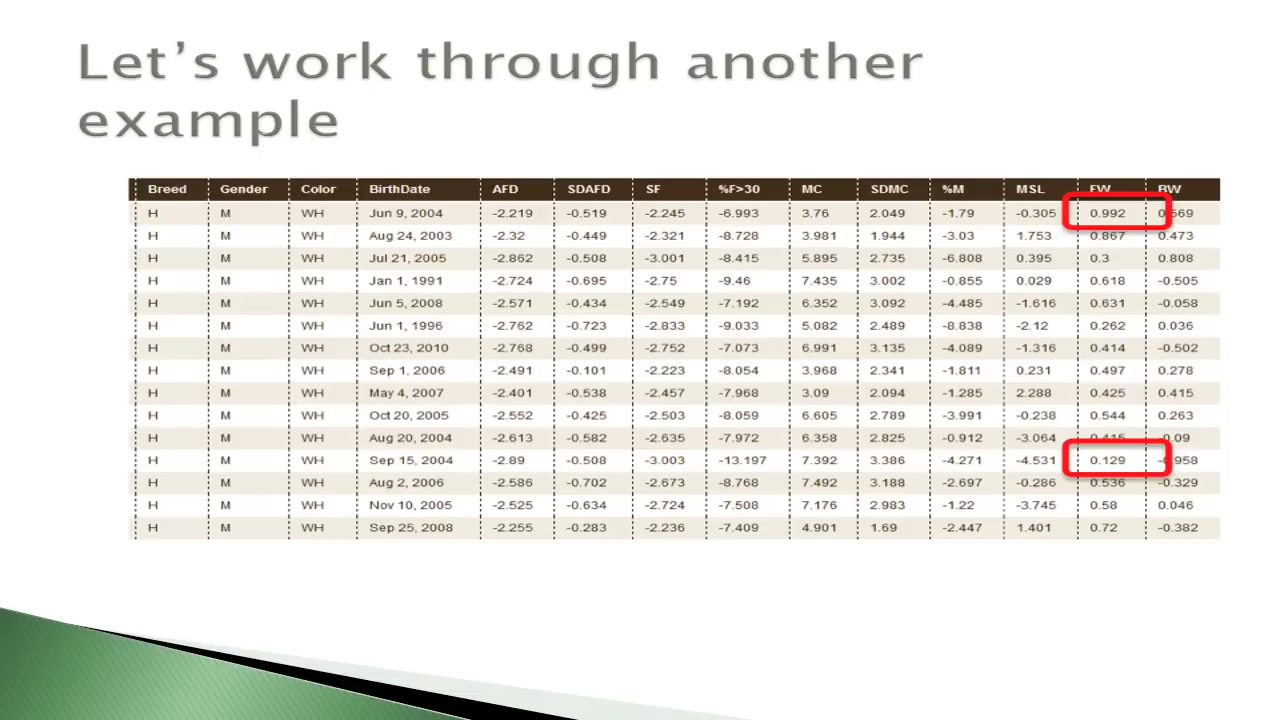 Let's work through another
example
Breed Gender Color BirthDate AFD SDAFD SF %F>30 MC SDMC %M MSL FW BW
H M WH Jun 9, 2004 -2.219 -0.519 -2.245 -6.993 3.76 2.049 -1.79 -0.305 0.992 0.569
H M WH Aug 24, 2003 -2.32 -0.449 -2.321 -8.728 3.981 1.944 -3.03 1.753 0.867 0.473
H M WH Jul 21, 2005 -2.862 -0.508 -3.001 -8.415 5.895 2.735 -6.808 0.395 0.3 0.808
H M WH Jan 1, 1991 -2.724 -0.695 -2.75 -9.46 7.435 3.002 -0.855 0.029 0.618 -0.505
H M WH Jun 5, 2008 -2.571 -0.434 -2.549 -7.192 6.352 3.092 -4.485 -1.616 0.631 -0.058
H M WH Jun 1, 1996 -2.762 -0.723 -2.833 -9.033 5.082 2.489 -8.838 -2.12 0.262 0.036
H M WH Oct 23, 2010 -2.768 -0.499 -2.752 -7.073 6.991 3.135 -4.089 -1.316 0.414 -0.502
H M WH Sep 1, 2006 -2.491 -0.101 -2.223 -8.054 3.968 2.341 -1.811 0.231 0.497 0.278
H M WH May 4, 2007 -2.401 -0.538 -2.457 -7.968 3.09 2.094 -1.285 2.288 0.425 0.415
H M WH Oct 20, 2005 -2.552 -0.425 -2.503 -8.059 6.605 2.789 -3.991 -0.238 0.544 0.263
H M WH Aug 20, 2004 -2.613 -0.582 -2.635 -7.972 6.358 2.825 -0.912 -3.064 0.415 -0.09
H M WH Sep 15, 2004 -2.89 -0.508 -3.003 -13.197 7.392 3.386 -4.271 -4.531 0.129 -0.958
H M WH Aug 2, 2006 -2.586 -0.702 -2.673 -8.768 7.492 3.188 -2.697 -0.286 0.536 -0.329
H M WH Nov 10, 2005 -2.525 -0.634 -2.724 -7.508 7.176 2.983 -1.22 -3.745 0.58 0.046
H M WH Sep 25, 2008 -2.255 -0.283 -2.236 -7.409 4.901 1.69 -2.447 1.401 0.72 -0.382